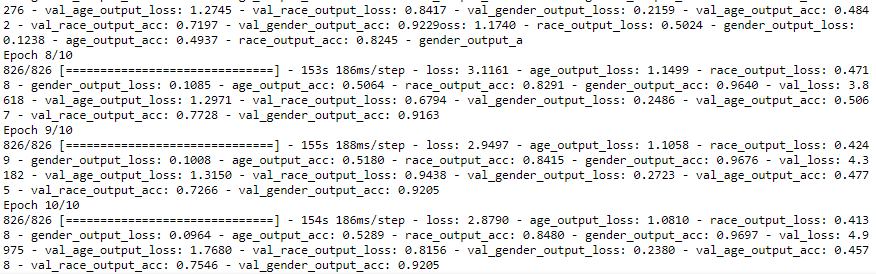 276 - val_age_output_loss: 1.2745 - val_race_output_loss: 0.8417 - val_gender_output_loss: 0.2159 - val_age_output_acc: 0.484
2 - val_race_output_acc: 0.7197 - val_gender_output_acc: 0.9229oss: 1.1740 - race_output_loss: 0.5024 - gender_output_loss:
0.1238 - age_output_acc: 0.4937 - race_output_acc: 0.8245 - gender_output_a
Epoch 8/10
826/826 [==============================] - 153s 186ms/step - loss: 3.1161 - age_output_loss: 1.1499 - race_output_loss: 0.471
8 - gender_output_loss: 0.1085 - age_output_acc: 0.5064 - race_output_acc: 0.8291 - gender_output_acc: 0.9640 - val_loss: 3.8
618 - val_age_output_loss: 1.2971 - val_race_output_loss: 0.6794 - val_gender_output_loss: 0.2486 - val_age_output_acc: 0.506
7 - val_race_output_acc: 0.7728 - val_gender_output_acc: 0.9163
Epoch 9/10
826/826 [==============================] - 155s 188ms/step - loss: 2.9497 - age_output_loss: 1.1058 - race_output_loss: 0.424
9 - gender_output_loss: 0.1008 - age_output_acc: 0.5180 - race_output_acc: 0.8415 - gender_output_acc: 0.9676 - val_loss: 4.3
182 - val_age_output_loss: 1.3150 - val_race_output_loss: 0.9438 - val_gender_output_loss: 0.2723 - val_age_output_acc: 0.477
5 - val_race_output_acc: 0.7266 - val_gender_output_acc: 0.9205
Epoch 10/10
826/826 [==============================] - 154s 186ms/step - loss: 2.8790 - age_output_loss: 1.0810 - race_output_loss: 0.413
8 - gender_output_loss: 0.0964 - age_output_acc: 0.5289 - race_output_acc: 0.8480 - gender_output_acc: 0.9697 - val_loss: 4.9
975 - val_age_output_loss: 1.7680 - val_race_output_loss: 0.8156 - val_gender_output_loss: 0.2380 - val_age_output_acc: 0.457
8 - val_race_output_acc: 0.7546 - val_gender_output_acc: 0.9205